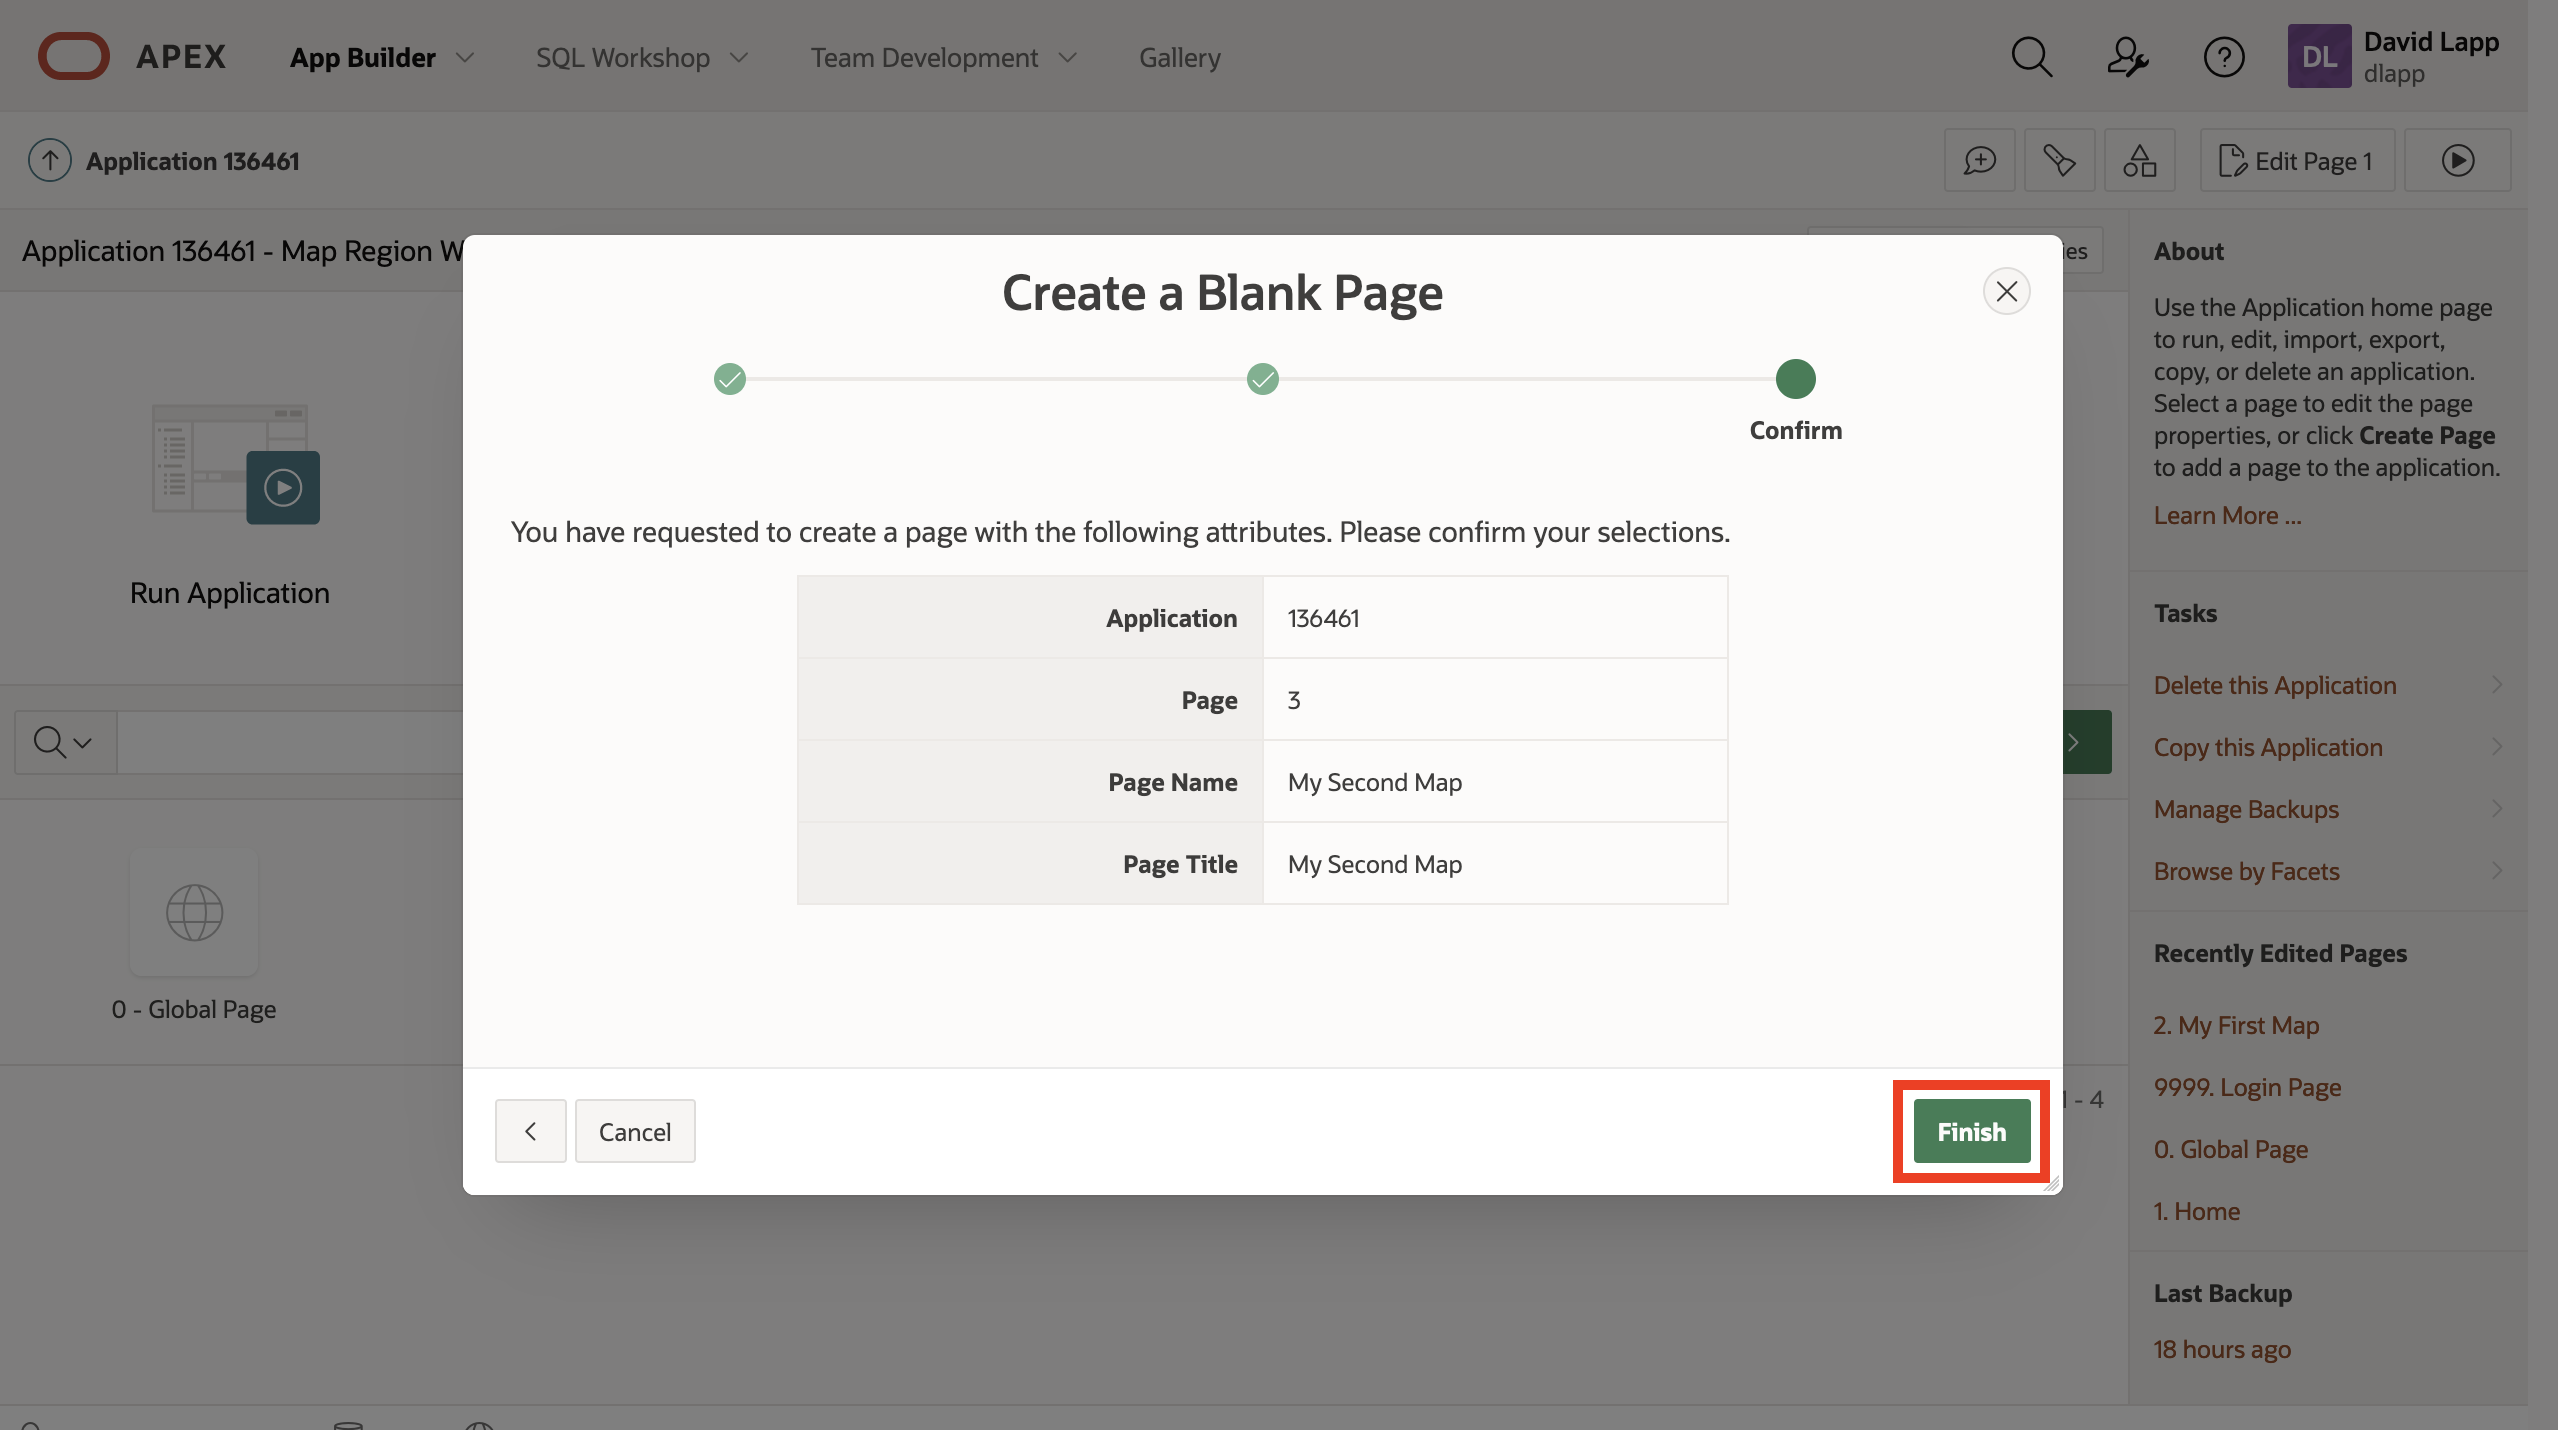 APEX App Builder SQL Workshop Team Development Gallery DL David Lapp
dlapp
Application 136461 Edit Page 1
Application 136461 - Map Region W
Run Application
0 - Global Page
Create a Blank Page
Confirm
You have requested to create a page with the following attributes. Please confirm your selections.
Application 136461
Page 3
Page Name My Second Map
Page Title My Second Map
Cancel
Finish
- 4
About
Use the Application home page
to run, edit, import, export,
copy, or delete an application.
Select a page to edit the page
properties, or click Create Page
to add a page to the application.
Learn More ...
Tasks
Delete this Application
Copy this Application
Manage Backups
Browse by Facets
Recently Edited Pages
2. My First Map
9999. Login Page
0. Global Page
1. Home
Last Backup
18 hours ago